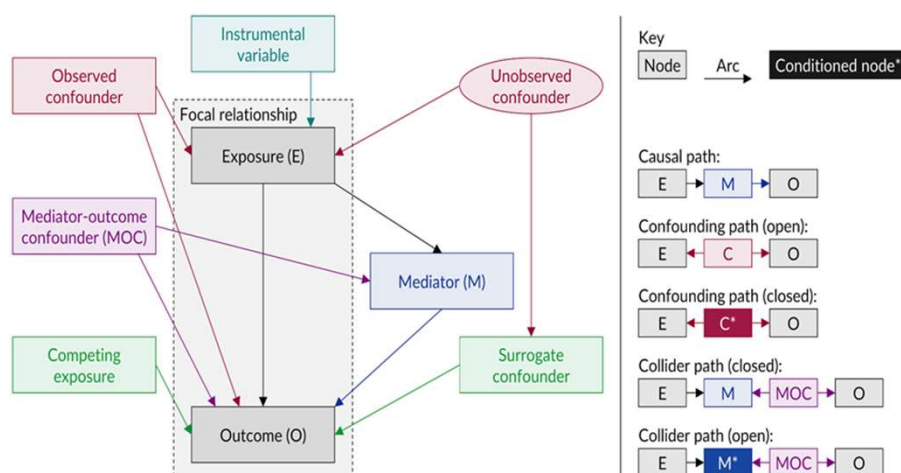 Instrumental
variable
Observed
confounder
Unobserved
confounder
Focal relationship
Exposure (E)
Mediator-outcome
confounder (MOC)
Mediator (M)
Competing
exposure
Surrogate
confounder
Outcome (O)
Key
Node
Arc
Conditioned node*
Causal path:
E M O
Confounding path (open):
E C O
Confounding path (closed):
E C* O
Collider path (closed):
E M MOC O
Collider path (open):
E M* MOC O